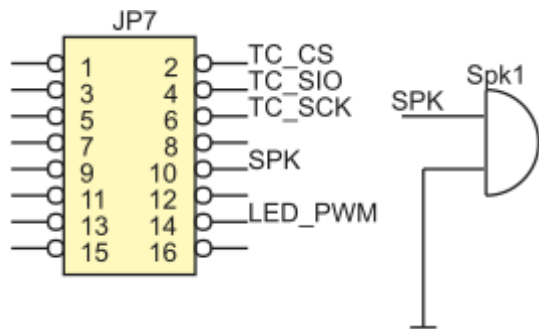 JP7
1 2 TC_CS
3 4 TC_SIO
5 6 TC_SCK
7 8
9 10 SPK
11 12
13 14 LED_PWM
15 16
Spk1
SPK